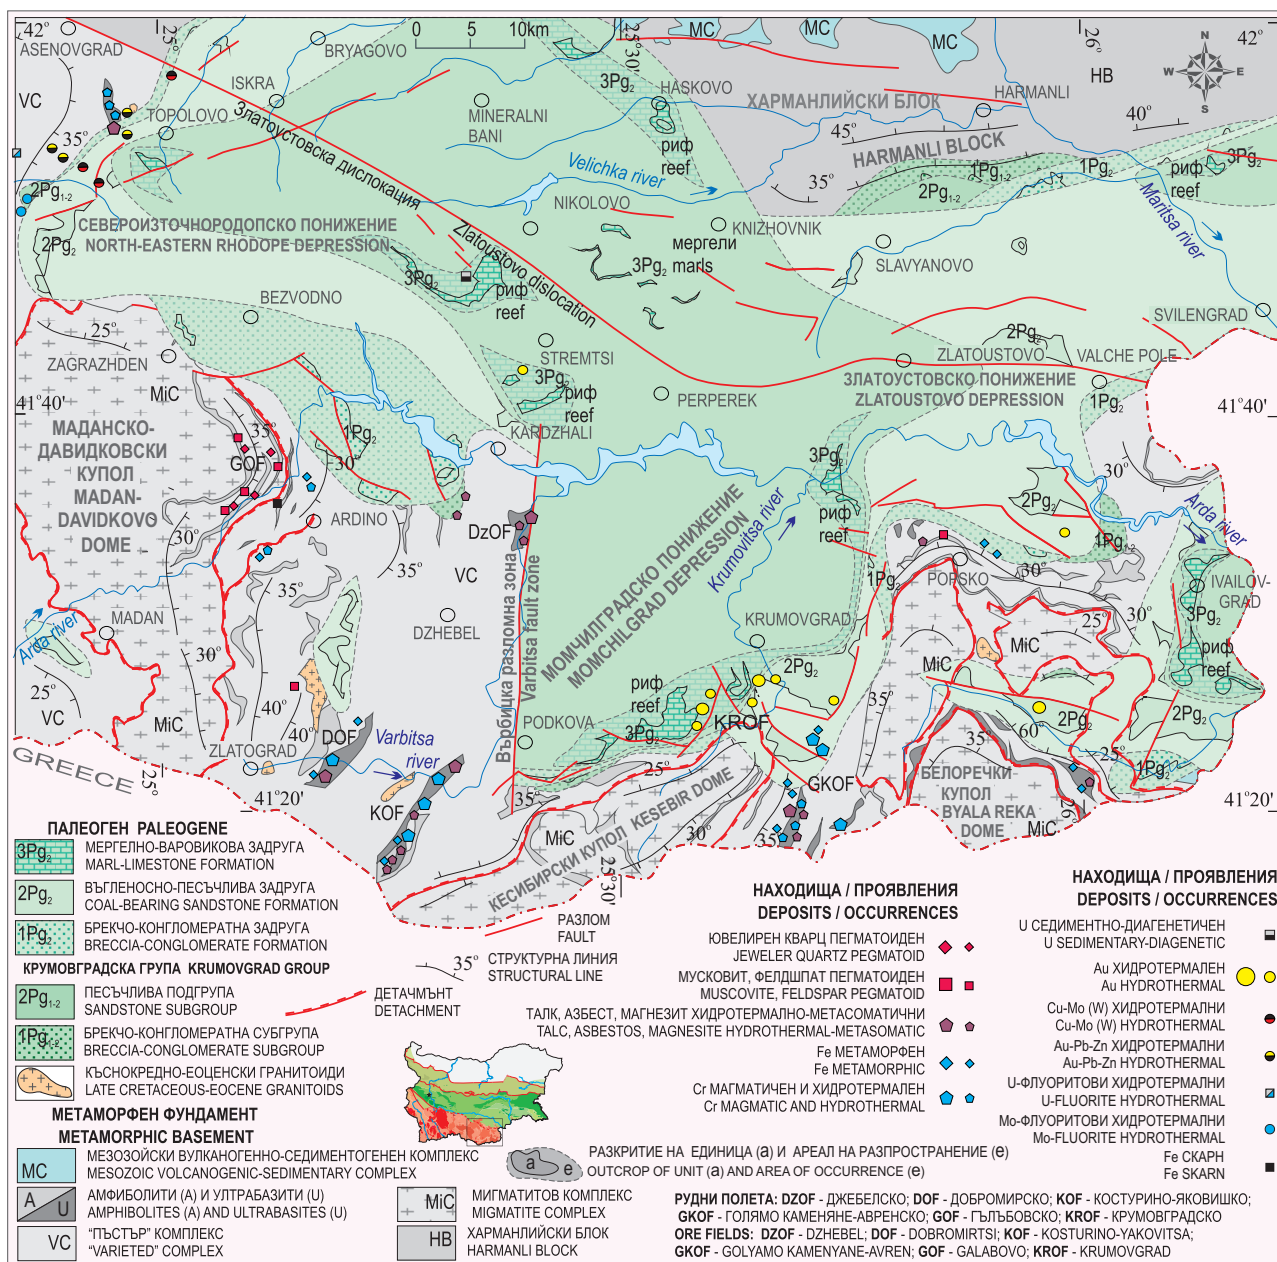 42°
25°
0 5 10km
25°30'
MC
MC
MC
26°
42°
N
W E
S
ASENOVGRAD
BRYAGOVO
HB
VC
ISKRA
3Pg2
HASKOVO
ХАРМАНЛИЙСКИ БЛОК
HARMANLI
TOPOLOVO
35°
MINERALNI
BANI
Златоустовска дислокация
риф
reef
45°
40°
HARMANLI BLOCK
Velichka river
1Pg1-2
1Pg2
3Pg2
риф
reef
35°
2Pg1-2
2Pg1-2
NIKOLOVO
Maritsa river
СЕВЕРОИЗТОЧНОРОДОПСКО ПОНИЖЕНИЕ
NORTH-EASTERN RHODOPE DEPRESSION
2Pg2
Zlatoustovo dislocation
KNIZHOVNIK
мергели
marls
3Pg2
SLAVYANOVO
3Pg2
риф
reef
BEZVODNO
SVILENGRAD
25°
2Pg2
ZAGRAZHDEN
STREMTSI
ZLATOUSTOVO
VALCHE POLE
MiC
3Pg2
риф
reef
ЗЛАТОУСТОВСКО ПОНИЖЕНИЕ
ZLATOUSTOVO DEPRESSION
PERPEREK
1Pg2
41°40'
41°40'
МАДАНСКО-
ДАВИДКОВСКИ
КУПОЛ
MADAN-
DAVIDKOVO
DOME
35°
1Pg2
KARDZHALI
GOF
30°
3Pg2
30°
2Pg2
Arda river
ARDINO
30°
DzOF
риф
reef
1Pg1-2
МОМЧИЛГРАДСКО ПОНИЖЕНИЕ
MOMCHILGRAD DEPRESSION
Krumovitsa river
35°
35°
VC
1Pg2
POPSKO
30°
IVAILOV-
GRAD
3Pg2
MADAN
DZHEBEL
Върбицка разломна зона
Varbitsa fault zone
KRUMOVGRAD
25°
30°
Arda river
30°
MiC
MiC
риф
reef
2Pg2
25°
VC
риф
reef
40°
35°
MiC
PODKOVA
3Pg2
KROF
2Pg2
2Pg2
60°
40°
DOF
Varbitsa
river
ZLATOGRAD
35°
25°
25°
1Pg2
GREECE
25°
KOF
35°
GKOF
БЕЛОРЕЧКИ
КУПОЛ
BYALA REKA
DOME
26°
41°20'
41°20'
MiC
КЕСИБИРСКИ КУПОЛ KESEBIR DOME
30°
35°
MiC
25°30'
ПАЛЕОГЕН PALEOGENE
3Pg2
МЕРГЕЛНО-ВАРОВИКОВА ЗАДРУГА
MARL-LIMESTONE FORMATION
2Pg2
ВЪГЛЕНОСНО-ПЕСЪЧЛИВА ЗАДРУГА
COAL-BEARING SANDSTONE FORMATION
1Pg2
БРЕКЧО-КОНГЛОМЕРАТНА ЗАДРУГА
BRECCIA-CONGLOMERATE FORMATION
КРУМОВГРАДСКА ГРУПА KRUMOVGRAD GROUP
2Pg1-2
ПЕСЪЧЛИВА ПОДГРУПА
SANDSTONE SUBGROUP
1Pg1-2
БРЕКЧО-КОНГЛОМЕРАТНА СУБГРУПА
BRECCIA-CONGLOMERATE SUBGROUP
КЪСНОКРЕДНО-ЕОЦЕНСКИ ГРАНИТОИДИ
LATE CRETACEOUS-EOCENE GRANITOIDS
МЕТАМОРФЕН ФУНДАМЕНТ
METAMORPHIC BASEMENT
MC
МЕЗОЗОЙСКИ ВУЛКАНОГЕННО-СЕДИМЕНТОГЕНЕН КОМПЛЕКС
MESOZOIC VOLCANOGENIC-SEDIMENTARY COMPLEX
A
U
АМФИБОЛИТИ (A) И УЛТРАБАЗИТИ (U)
AMPHIBOLITES (A) AND ULTRABASITES (U)
VC
"ПЪСТЪР" КОМПЛЕКС
"VARIETED" COMPLEX
РАЗЛОМ
FAULT
35°
СТРУКТУРНА ЛИНИЯ
STRUCTURAL LINE
ДЕТАЧМЪНТ
DETACHMENT
a
e
РАЗКРИТИЕ НА ЕДИНИЦА (a) И АРЕАЛ НА РАЗПРОСТРАНЕНИЕ (e)
OUTCROP OF UNIT (a) AND AREA OF OCCURRENCE (e)
MiC
МИГМАТИТОВ КОМПЛЕКС
MIGMATITE COMPLEX
HB
ХАРМАНЛИЙСКИ БЛОК
HARMANLI BLOCK
НАХОДИЩА / ПРОЯВЛЕНИЯ
DEPOSITS / OCCURRENCES
ЮВЕЛИРЕН КВАРЦ ПЕГМАТОИДЕН
JEWELER QUARTZ PEGMATOID
МУСКОВИТ, ФЕЛДШПАТ ПЕГМАТОИДЕН
MUSCOVITE, FELDSPAR PEGMATOID
ТАЛК, АЗБЕСТ, МАГНЕЗИТ ХИДРОТЕРМАЛНО-МЕТАСОМАТИЧНИ
TALC, ASBESTOS, MAGNESITE HYDROTHERMAL-METASOMATIC
Fe МЕТАМОРФЕН
Fe METAMORPHIC
Cr МАГМАТИЧЕН И ХИДРОТЕРМАЛЕН
Cr MAGMATIC AND HYDROTHERMAL
НАХОДИЩА / ПРОЯВЛЕНИЯ
DEPOSITS / OCCURRENCES
U СЕДИМЕНТНО-ДИАГЕНЕТИЧЕН
U SEDIMENTARY-DIAGENETIC
Au ХИДРОТЕРМАЛЕН
Au HYDROTHERMAL
Cu-Mo (W) ХИДРОТЕРМАЛНИ
Cu-Mo (W) HYDROTHERMAL
Au-Pb-Zn ХИДРОТЕРМАЛНИ
Au-Pb-Zn HYDROTHERMAL
U-ФЛУОРИТОВИ ХИДРОТЕРМАЛНИ
U-FLUORITE HYDROTHERMAL
Mo-ФЛУОРИТОВИ ХИДРОТЕРМАЛНИ
Mo-FLUORITE HYDROTHERMAL
Fe СКАРН
Fe SKARN
РУДНИ ПОЛЕТА: DZOF - ДЖЕБЕЛСКО; DOF - ДОБРОМИРСКО; KOF - КОСТУРИНО-ЯКОВИШКО;
GKOF - ГОЛЯМО КАМЕНЯНЕ-АВРЕНСКО; GOF - ГЪЛЪБОВСКО; KROF - КРУМОВГРАДСКО
ORE FIELDS: DZOF - DZHEBEL; DOF - DOBROMIRTSI; KOF - KOSTURINO-YAKOVITSA;
GKOF - GOLYAMO KAMENYANE-AVREN; GOF - GALABOVO; KROF - KRUMOVGRAD